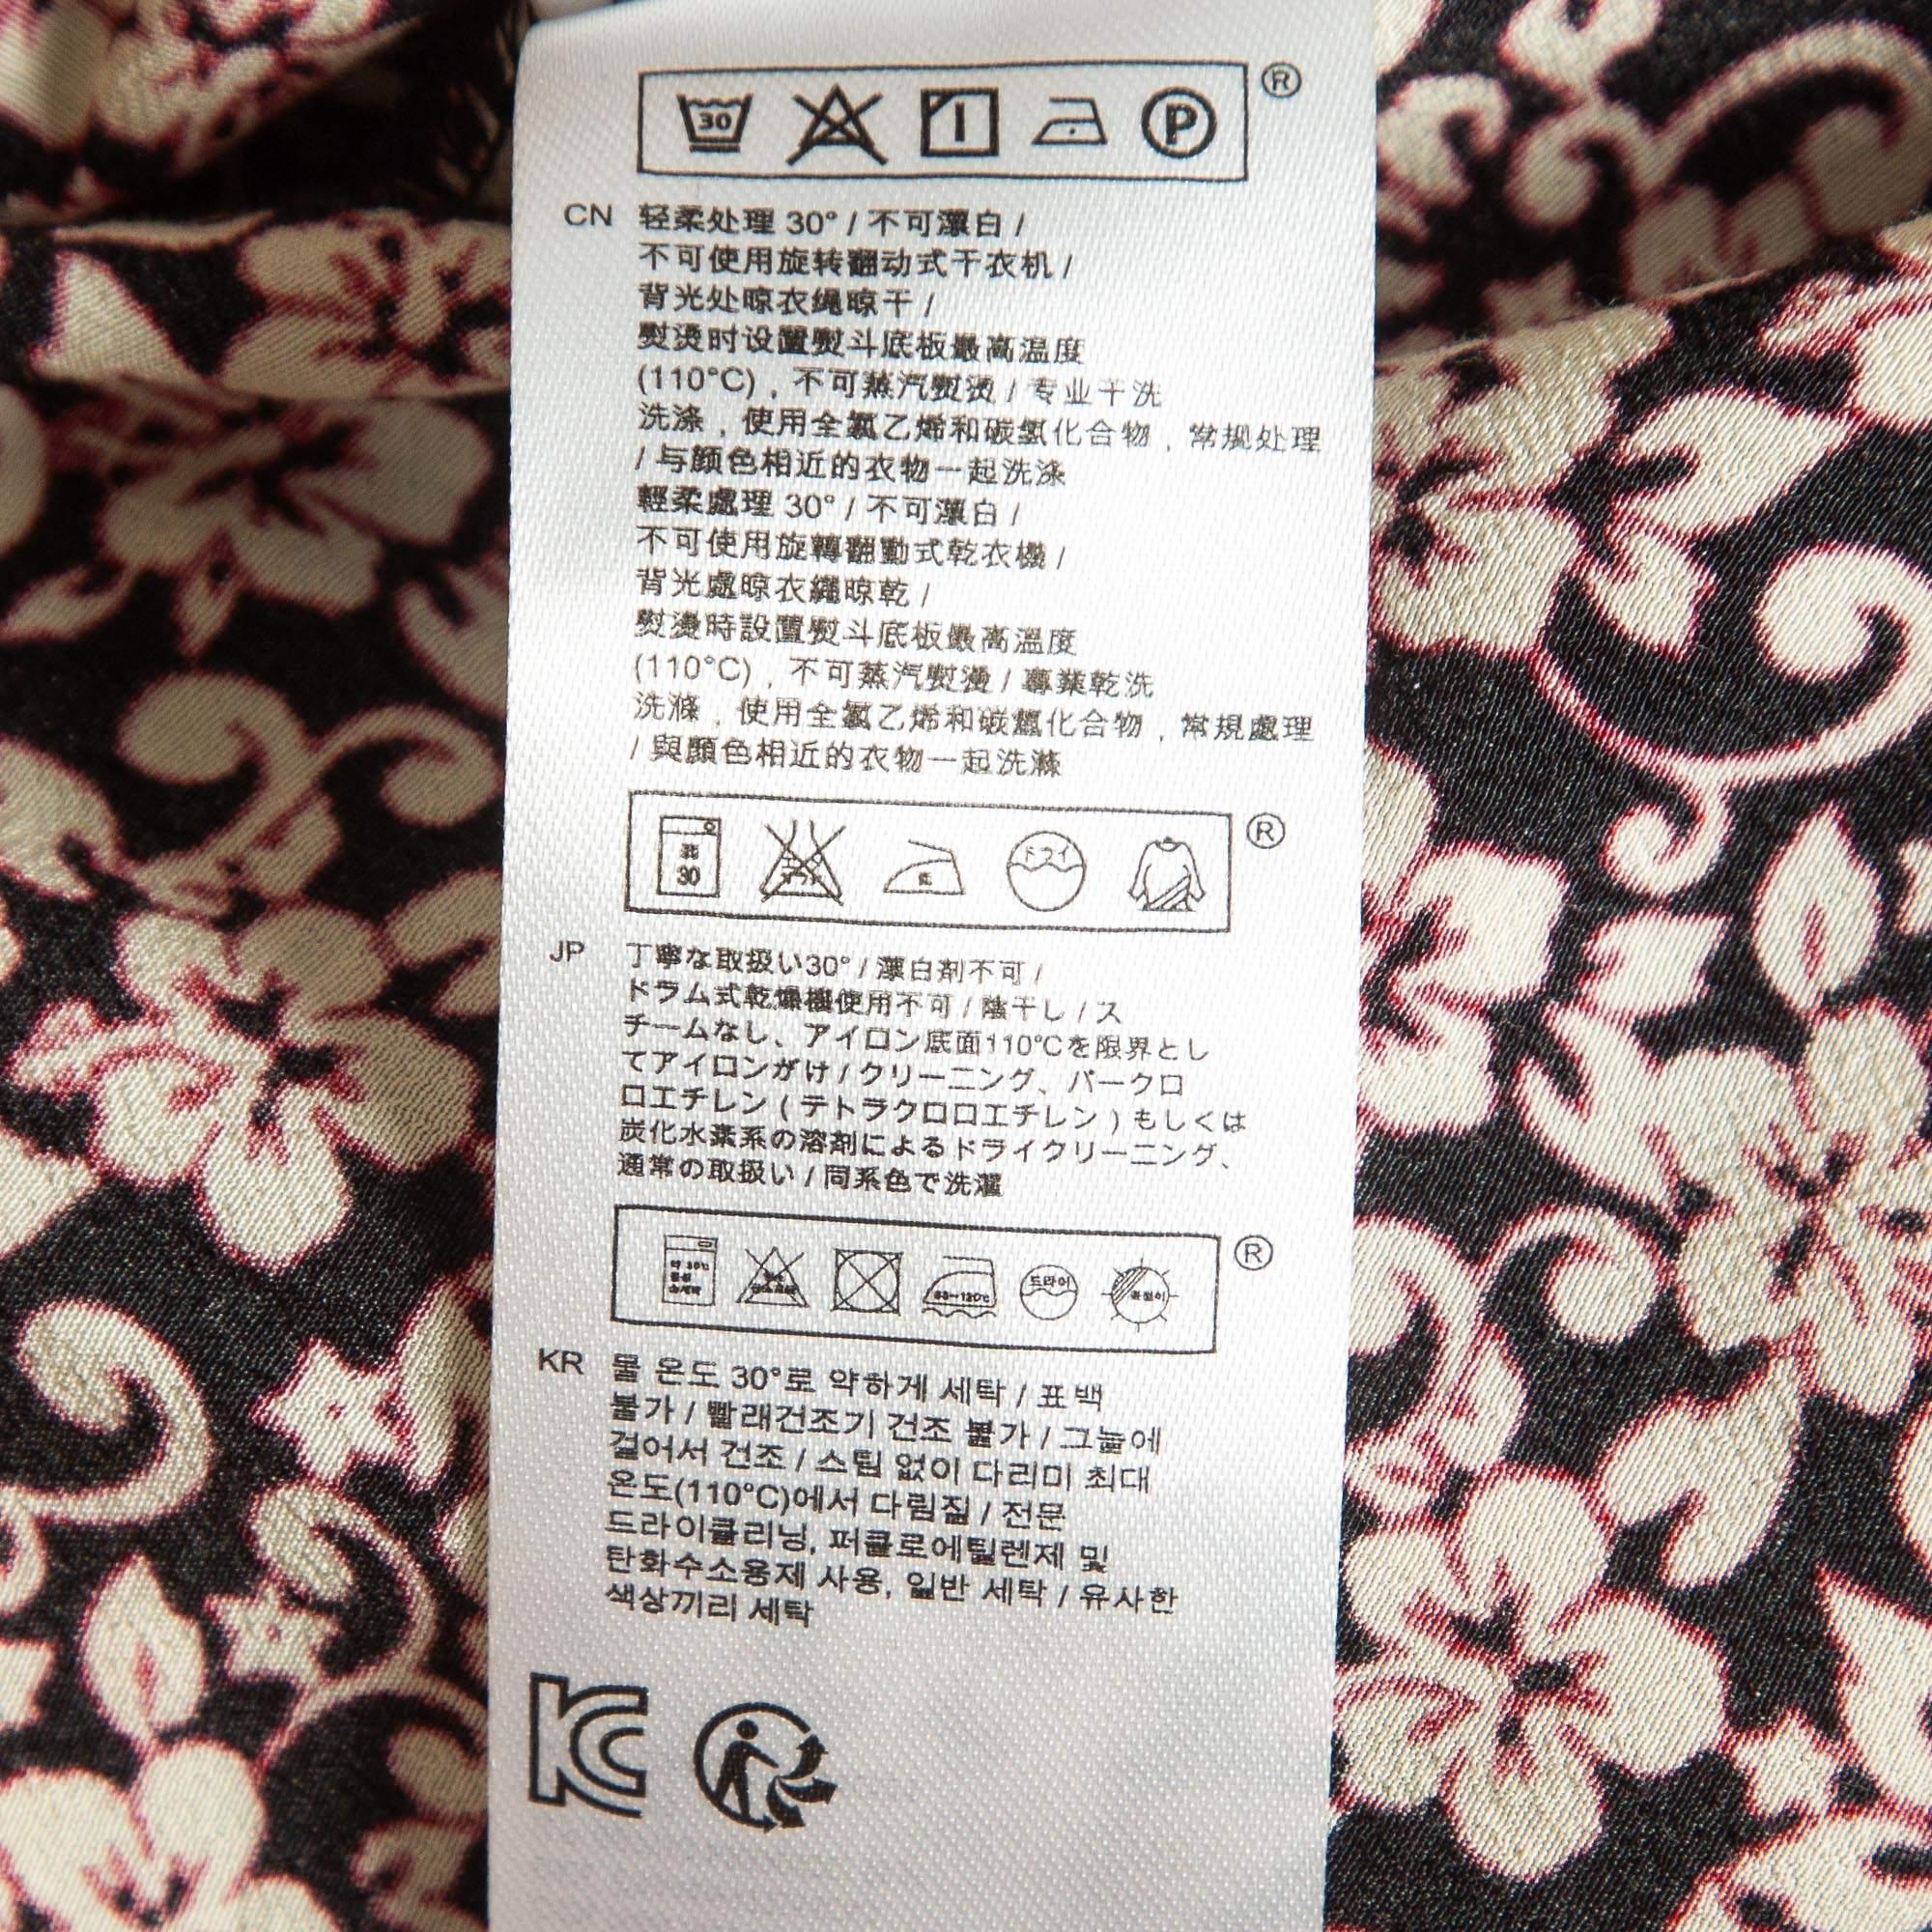 30 P ®
CN 轻柔处理 30° / 不可漂白 /
不可使用旋转翻动式干衣机 /
背光处晾衣绳晾干 /
熨烫时设置熨斗底板最高温度
(110°C) , 不可蒸汽熨烫 / 专业干洗
洗涤 , 使用全氯乙烯和碳氢化合物 , 常规处理
/ 与颜色相近的衣物一起洗涤
輕柔處理 30° / 不可漂白 /
不可使用旋轉翻動式乾衣機 /
背光處晾衣繩晾乾 /
熨燙時設置熨斗底板最高溫度
(110°C) , 不可蒸汽熨燙 / 專業乾洗
洗滌 , 使用全氯乙烯和碳氫化合物 , 常規處理
/ 與顏色相近的衣物一起洗滌
30 ドライ ®
JP 丁寧な取扱い30° / 漂白剤不可 /
ドラム式乾燥機使用不可 / 陰干し / ス
チームなし、アイロン底面110°Cを限界とし
てアイロンがけ / クリーニング、パークロ
ロエチレン ( テトラクロロエチレン ) もしくは
炭化水素系の溶剤によるドライクリーニング、
通常の取扱い / 同系色で洗濯
드라이 ®
KR 물 온도 30°로 약하게 세탁 / 표백
불가 / 빨래건조기 건조 불가 / 그늘에
걸어서 건조 / 스팀 없이 다리미 최대
온도(110°C)에서 다림질 / 전문
드라이클리닝, 퍼클로에틸렌제 및
탄화수소용제 사용, 일반 세탁 / 유사한
색상끼리 세탁
KC